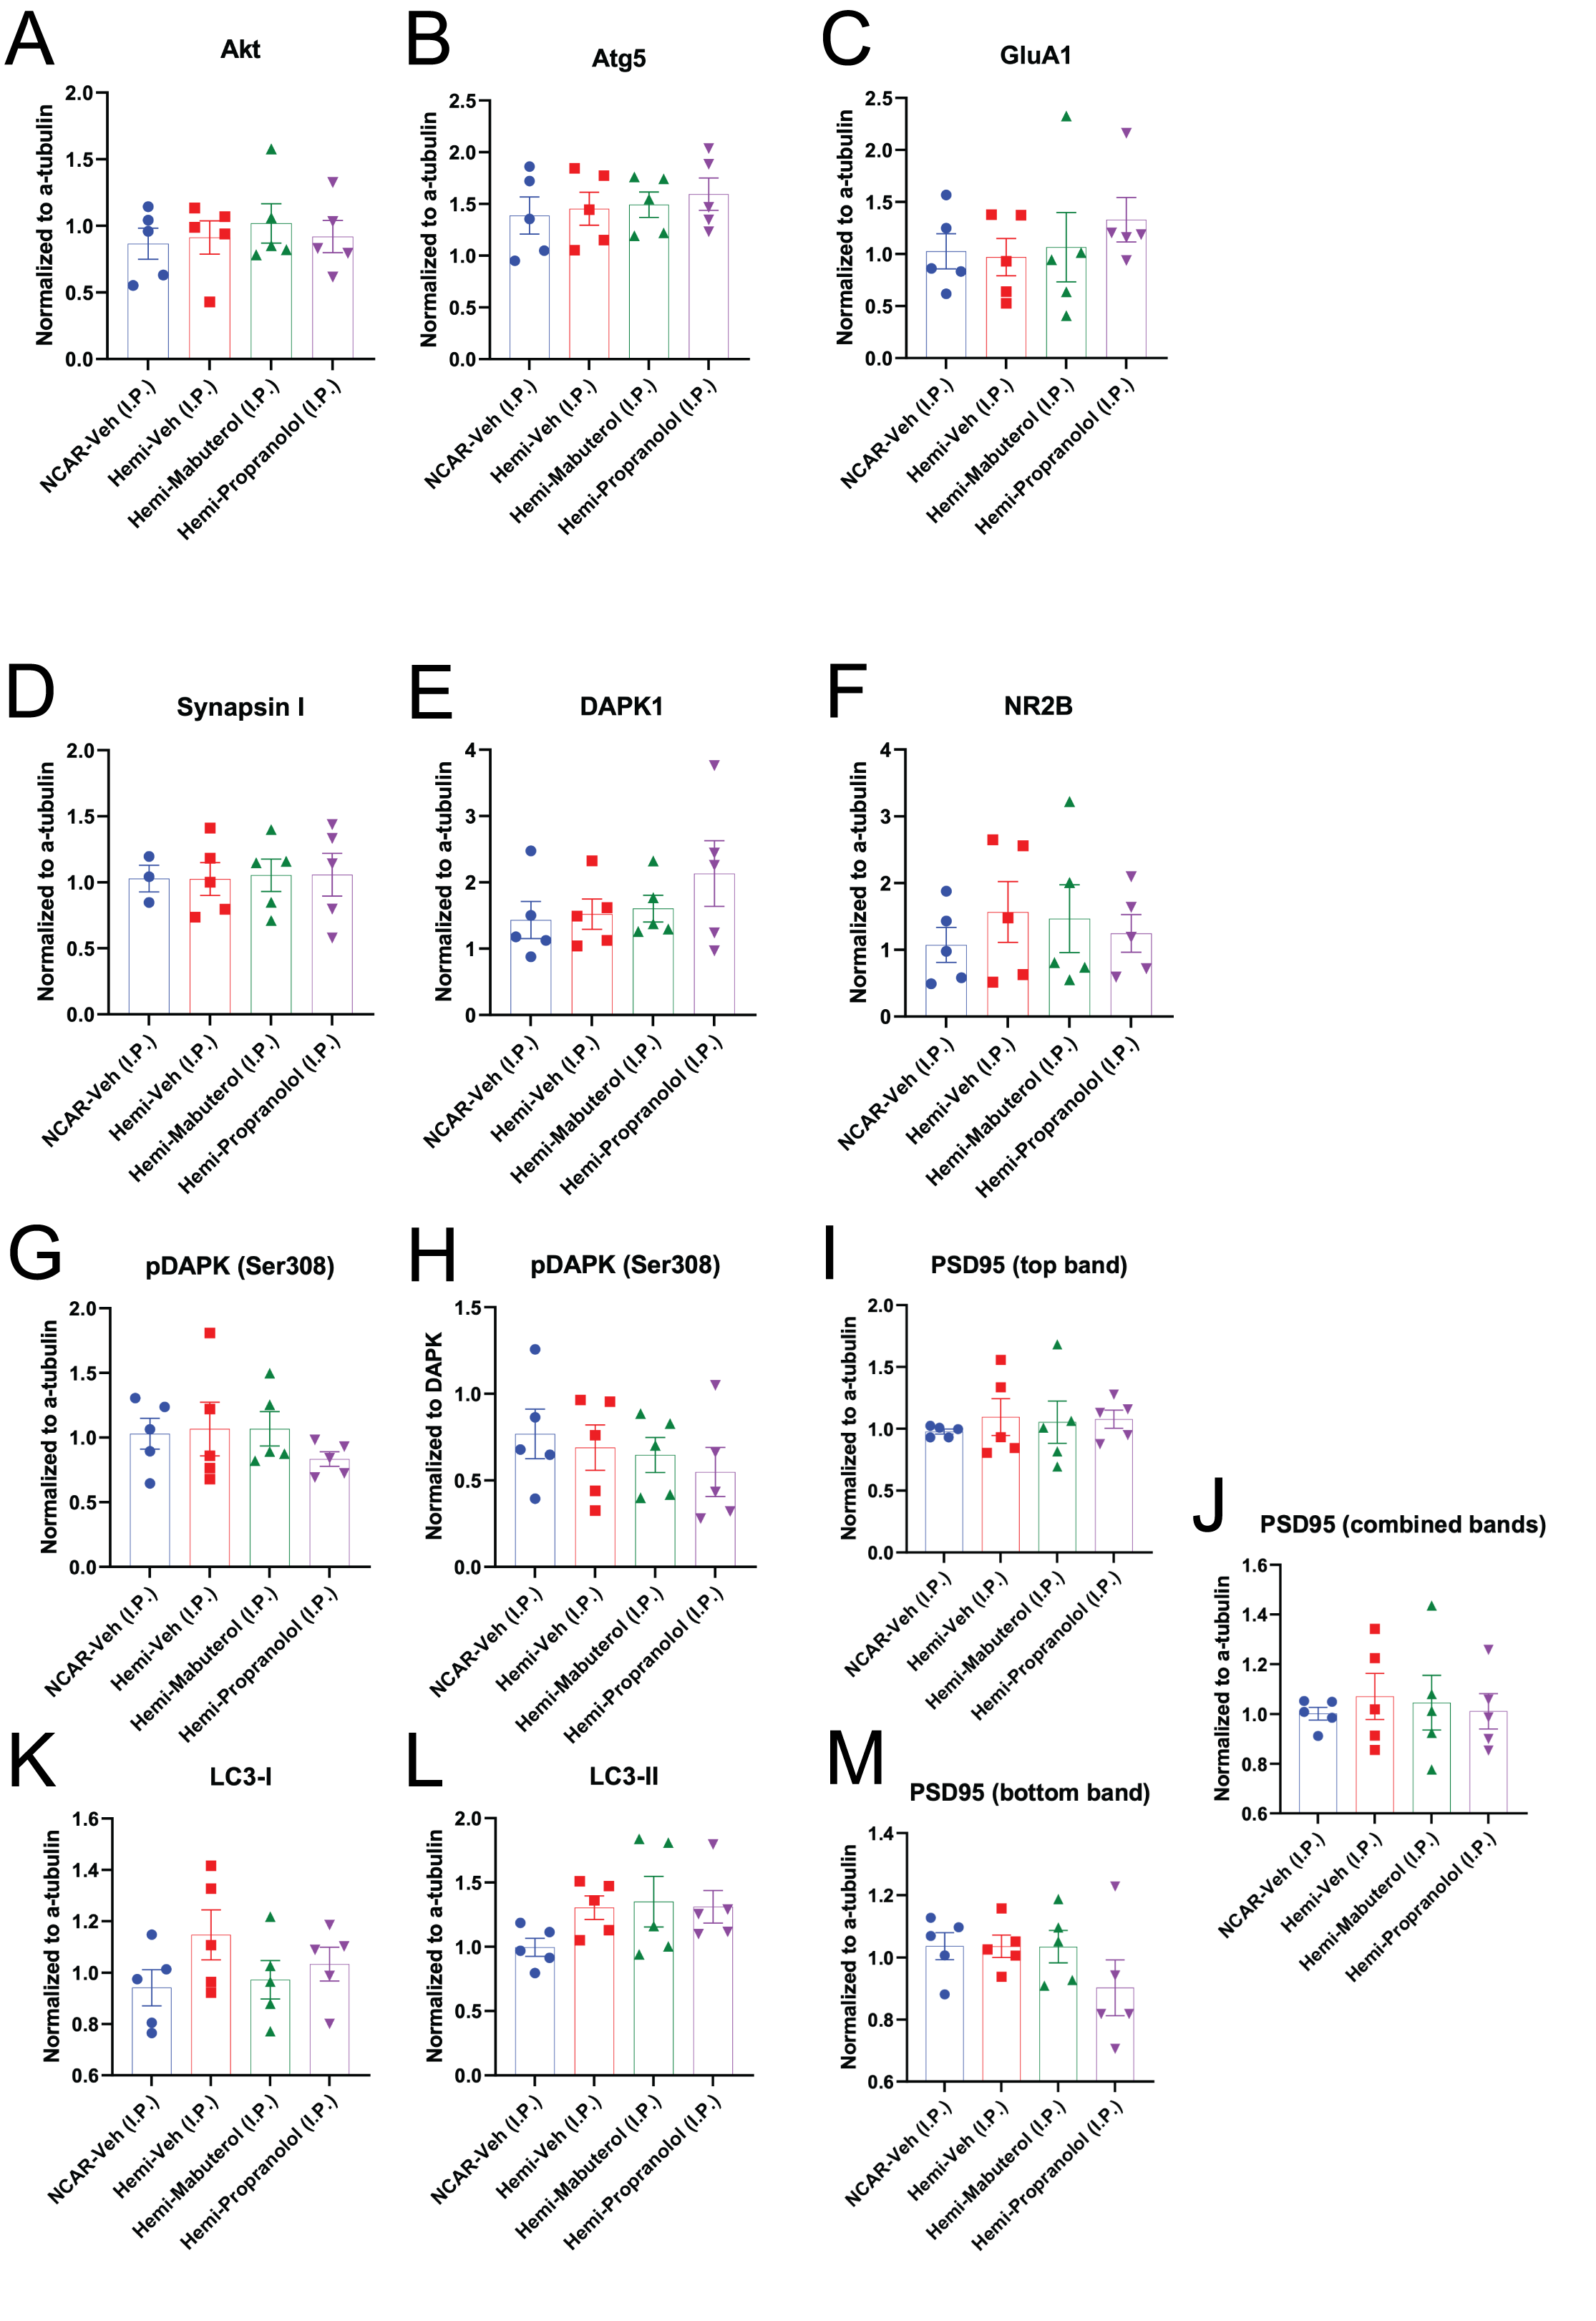 A
Akt
Normalized to a-tubulin
2.0
1.5
1.0
0.5
0.0
NCAR-Veh (I.P.)
Hemi-Veh (I.P.)
Hemi-Mabuterol (I.P.)
Hemi-Propranolol (I.P.)
B
Atg5
Normalized to a-tubulin
2.5
2.0
1.5
1.0
0.5
0.0
NCAR-Veh (I.P.)
Hemi-Veh (I.P.)
Hemi-Mabuterol (I.P.)
Hemi-Propranolol (I.P.)
C
GluA1
Normalized to a-tubulin
2.5
2.0
1.5
1.0
0.5
0.0
NCAR-Veh (I.P.)
Hemi-Veh (I.P.)
Hemi-Mabuterol (I.P.)
Hemi-Propranolol (I.P.)
D
Synapsin I
Normalized to a-tubulin
2.0
1.5
1.0
0.5
0.0
NCAR-Veh (I.P.)
Hemi-Veh (I.P.)
Hemi-Mabuterol (I.P.)
Hemi-Propranolol (I.P.)
E
DAPK1
Normalized to a-tubulin
4
3
2
1
0
NCAR-Veh (I.P.)
Hemi-Veh (I.P.)
Hemi-Mabuterol (I.P.)
Hemi-Propranolol (I.P.)
F
NR2B
Normalized to a-tubulin
4
3
2
1
0
NCAR-Veh (I.P.)
Hemi-Veh (I.P.)
Hemi-Mabuterol (I.P.)
Hemi-Propranolol (I.P.)
G
pDAPK (Ser308)
Normalized to a-tubulin
2.0
1.5
1.0
0.5
0.0
NCAR-Veh (I.P.)
Hemi-Veh (I.P.)
Hemi-Mabuterol (I.P.)
Hemi-Propranolol (I.P.)
H
pDAPK (Ser308)
Normalized to DAPK
1.5
1.0
0.5
0.0
NCAR-Veh (I.P.)
Hemi-Veh (I.P.)
Hemi-Mabuterol (I.P.)
Hemi-Propranolol (I.P.)
I
PSD95 (top band)
Normalized to a-tubulin
2.0
1.5
1.0
0.5
0.0
NCAR-Veh (I.P.)
Hemi-Veh (I.P.)
Hemi-Mabuterol (I.P.)
Hemi-Propranolol (I.P.)
J
PSD95 (combined bands)
Normalized to a-tubulin
1.6
1.4
1.2
1.0
0.8
0.6
NCAR-Veh (I.P.)
Hemi-Veh (I.P.)
Hemi-Mabuterol (I.P.)
Hemi-Propranolol (I.P.)
K
LC3-I
Normalized to a-tubulin
1.6
1.4
1.2
1.0
0.8
0.6
NCAR-Veh (I.P.)
Hemi-Veh (I.P.)
Hemi-Mabuterol (I.P.)
Hemi-Propranolol (I.P.)
L
LC3-II
Normalized to a-tubulin
2.0
1.5
1.0
0.5
0.0
NCAR-Veh (I.P.)
Hemi-Veh (I.P.)
Hemi-Mabuterol (I.P.)
Hemi-Propranolol (I.P.)
M
PSD95 (bottom band)
Normalized to a-tubulin
1.4
1.2
1.0
0.8
0.6
NCAR-Veh (I.P.)
Hemi-Veh (I.P.)
Hemi-Mabuterol (I.P.)
Hemi-Propranolol (I.P.)